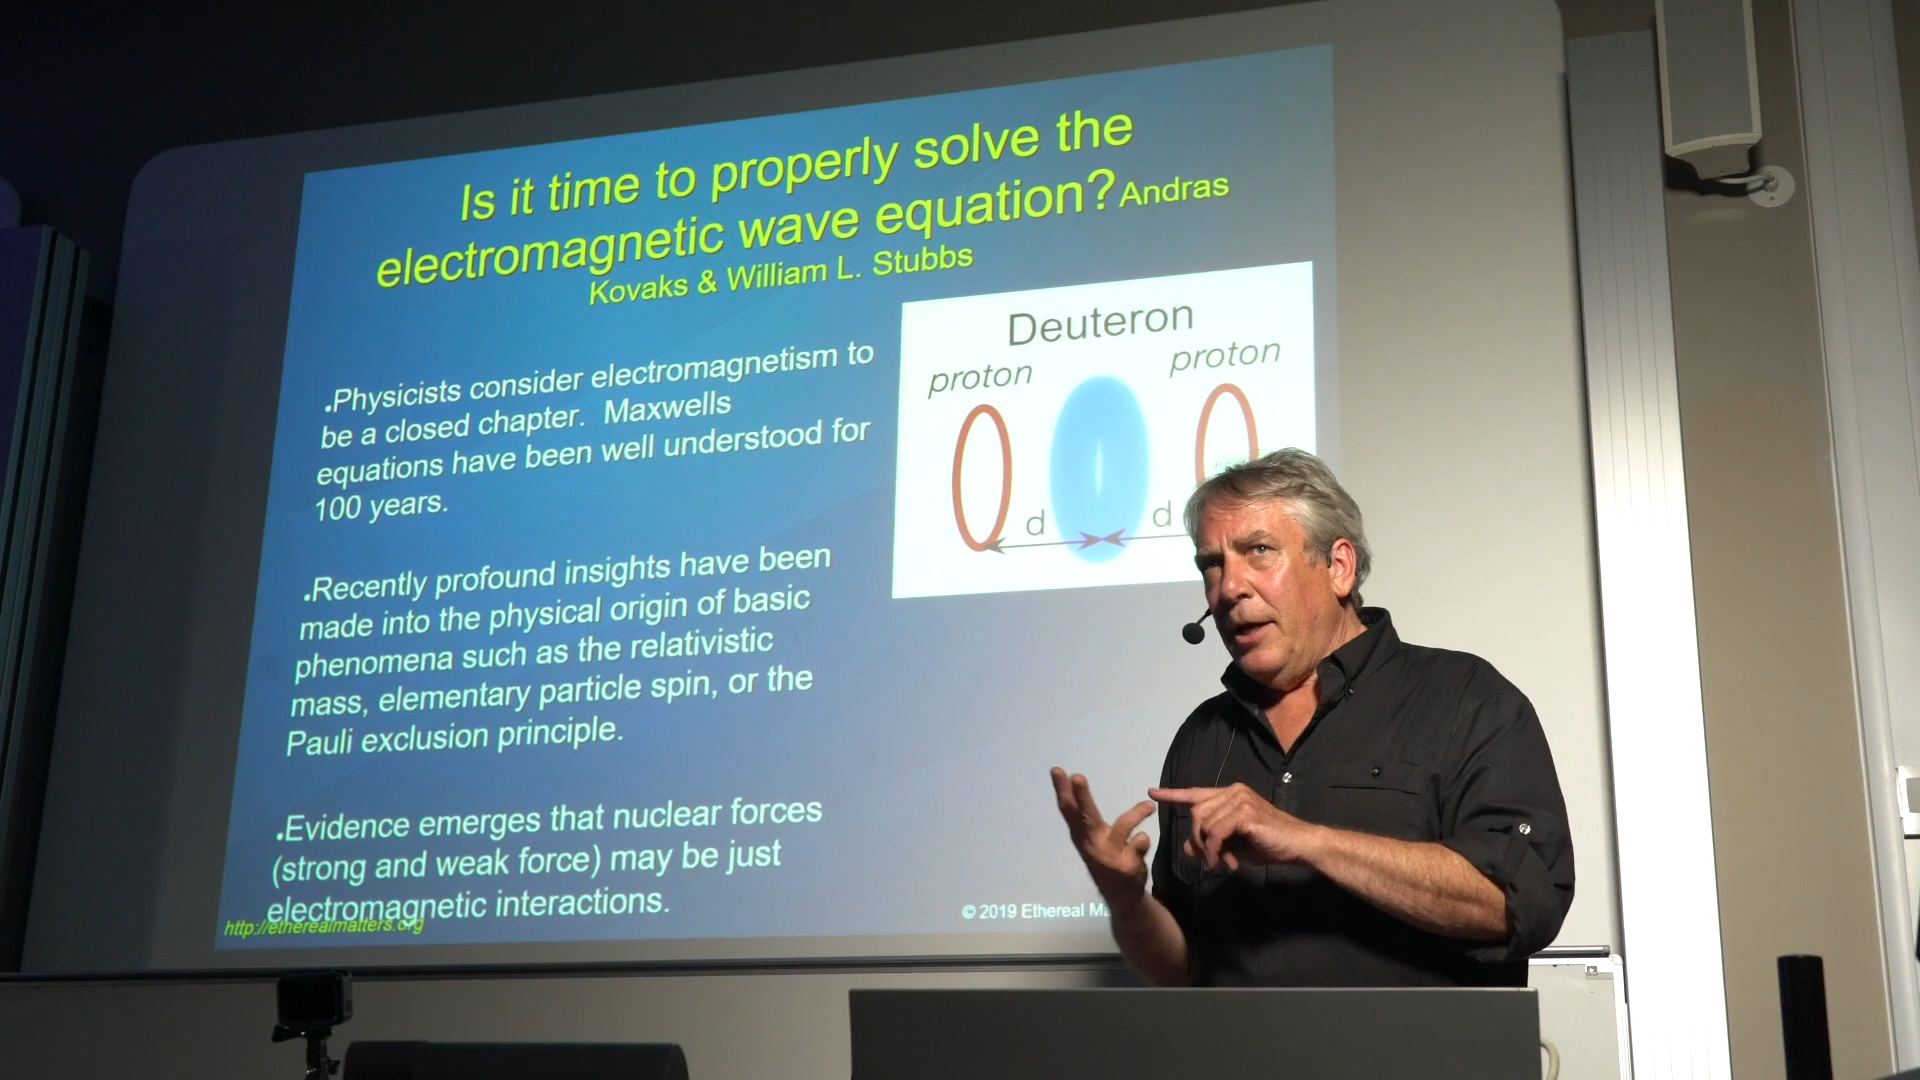 Is it time to properly solve the
electromagnetic wave equation? Andras
Kovaks & William L. Stubbs
.Physicists consider electromagnetism to
be a closed chapter. Maxwells
equations have been well understood for
100 years.
.Recently profound insights have been
made into the physical origin of basic
phenomena such as the relativistic
mass, elementary particle spin, or the
Pauli exclusion principle.
.Evidence emerges that nuclear forces
(strong and weak force) may be just
electromagnetic interactions.
http://etherealmatters.org
Deuteron
proton
proton
d
d
© 2019 Ethereal